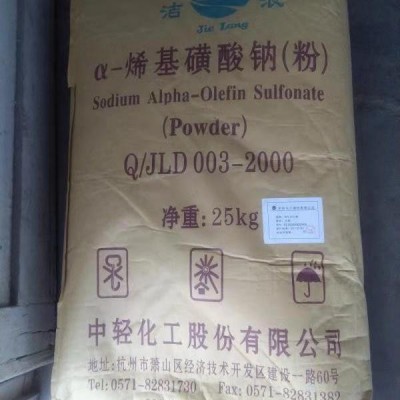 洁浪
Jie Lang
α-烯基磺酸钠(粉)
Sodium Alpha-Olefin Sulfonate
(Powder)
Q/JLD 003-2000
净重:25kg
中轻化工股份有限公司
地址:杭州市萧山区经济技术开发区建设一路60号
Tel:0571-82831730 Fax:0571-82831382